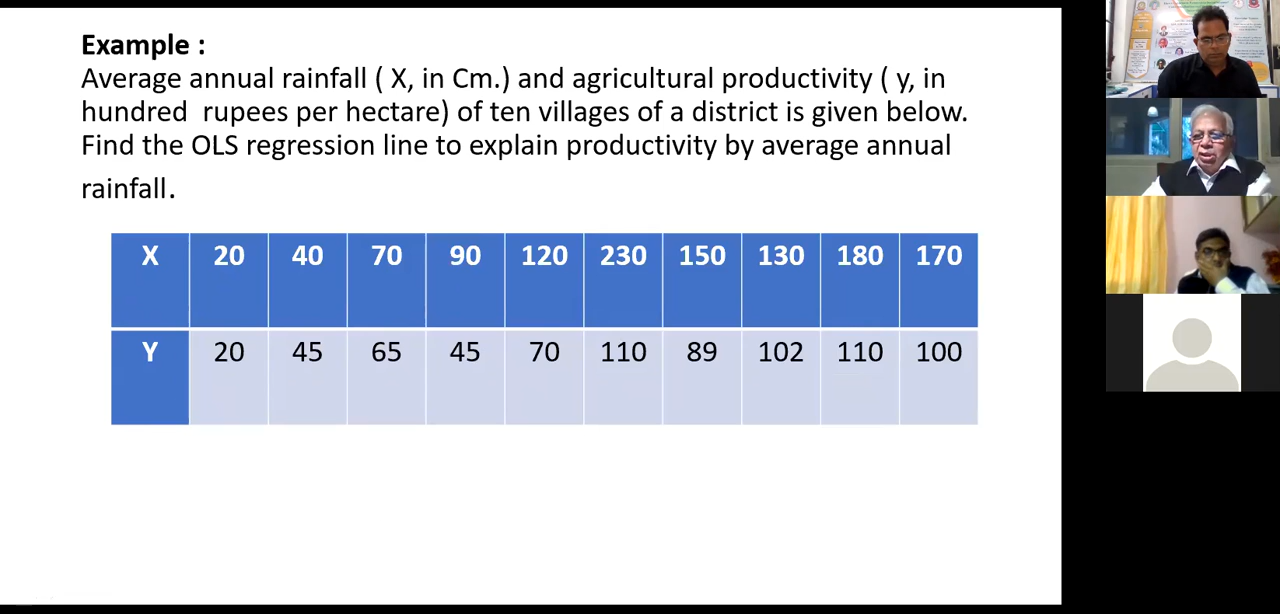 Example :
Average annual rainfall ( X, in Cm.) and agricultural productivity ( y, in
hundred rupees per hectare) of ten villages of a district is given below.
Find the OLS regression line to explain productivity by average annual
rainfall.
X 20 40 70 90 120 230 150 130 180 170
Y 20 45 65 45 70 110 89 102 110 100